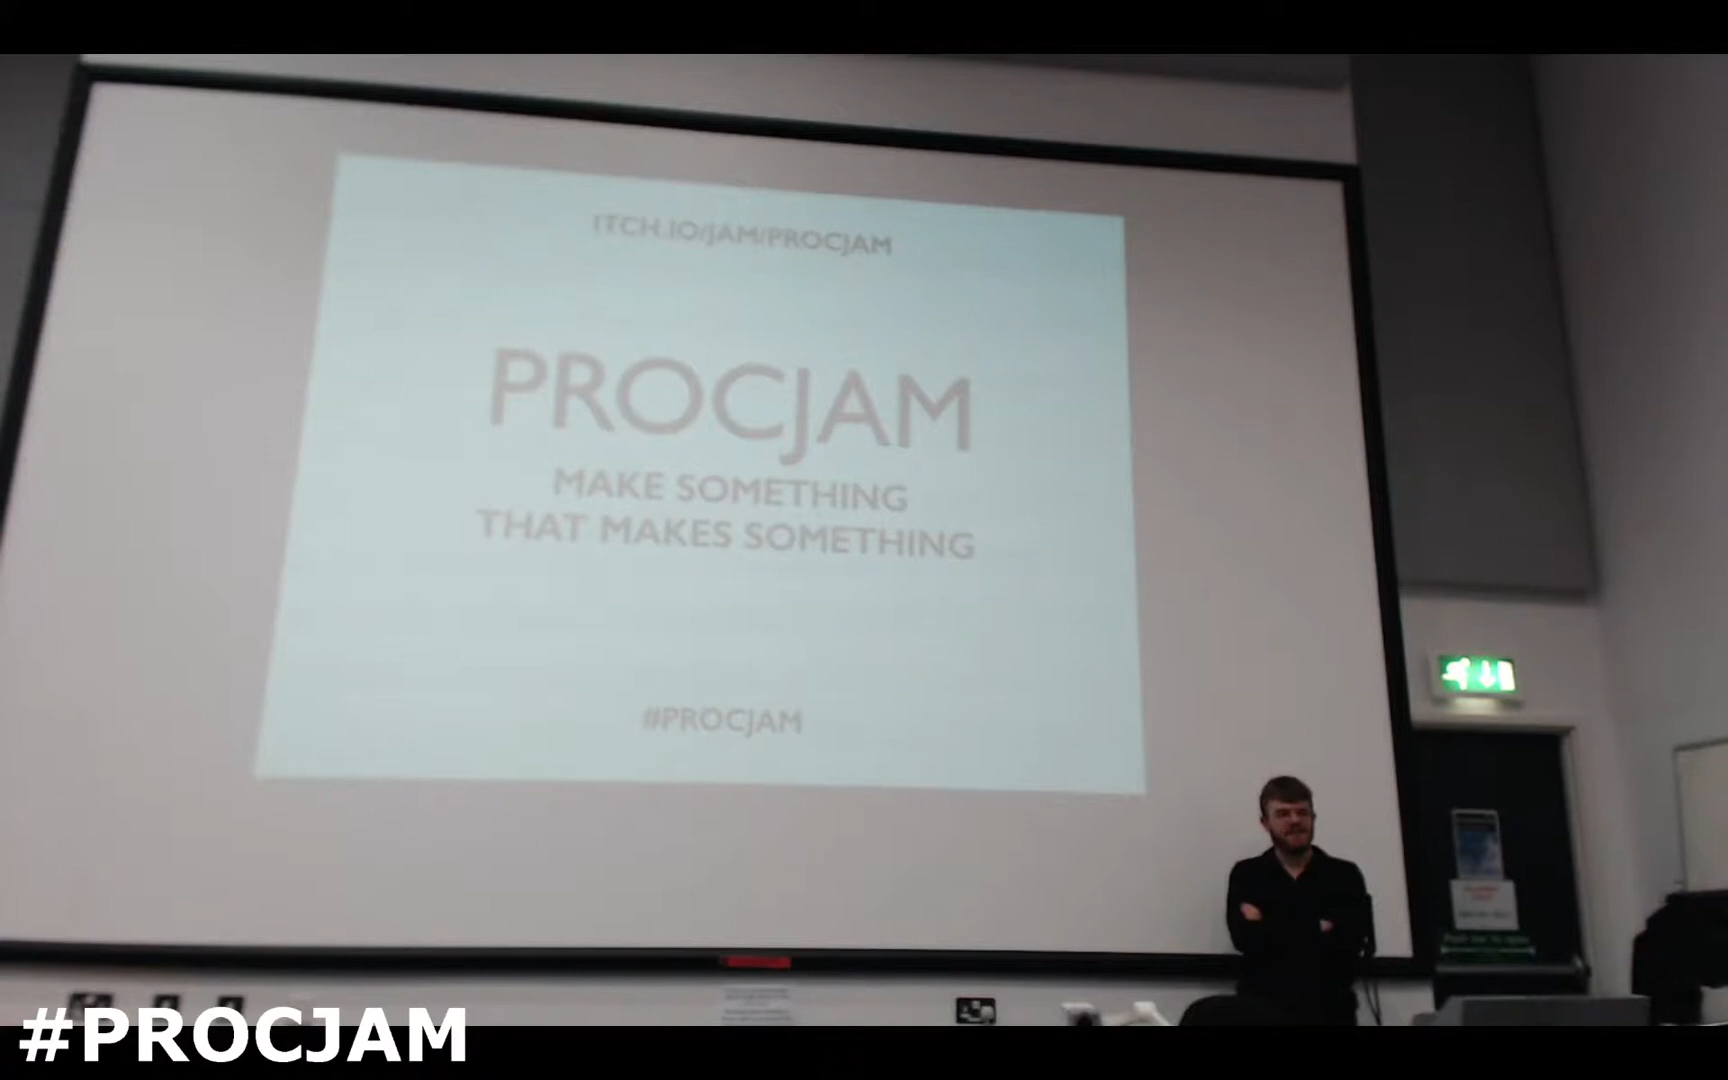 ITCH.IO/JAM/PROCJAM
PROCJAM
MAKE SOMETHING
THAT MAKES SOMETHING
#PROCJAM
#PROCJAM